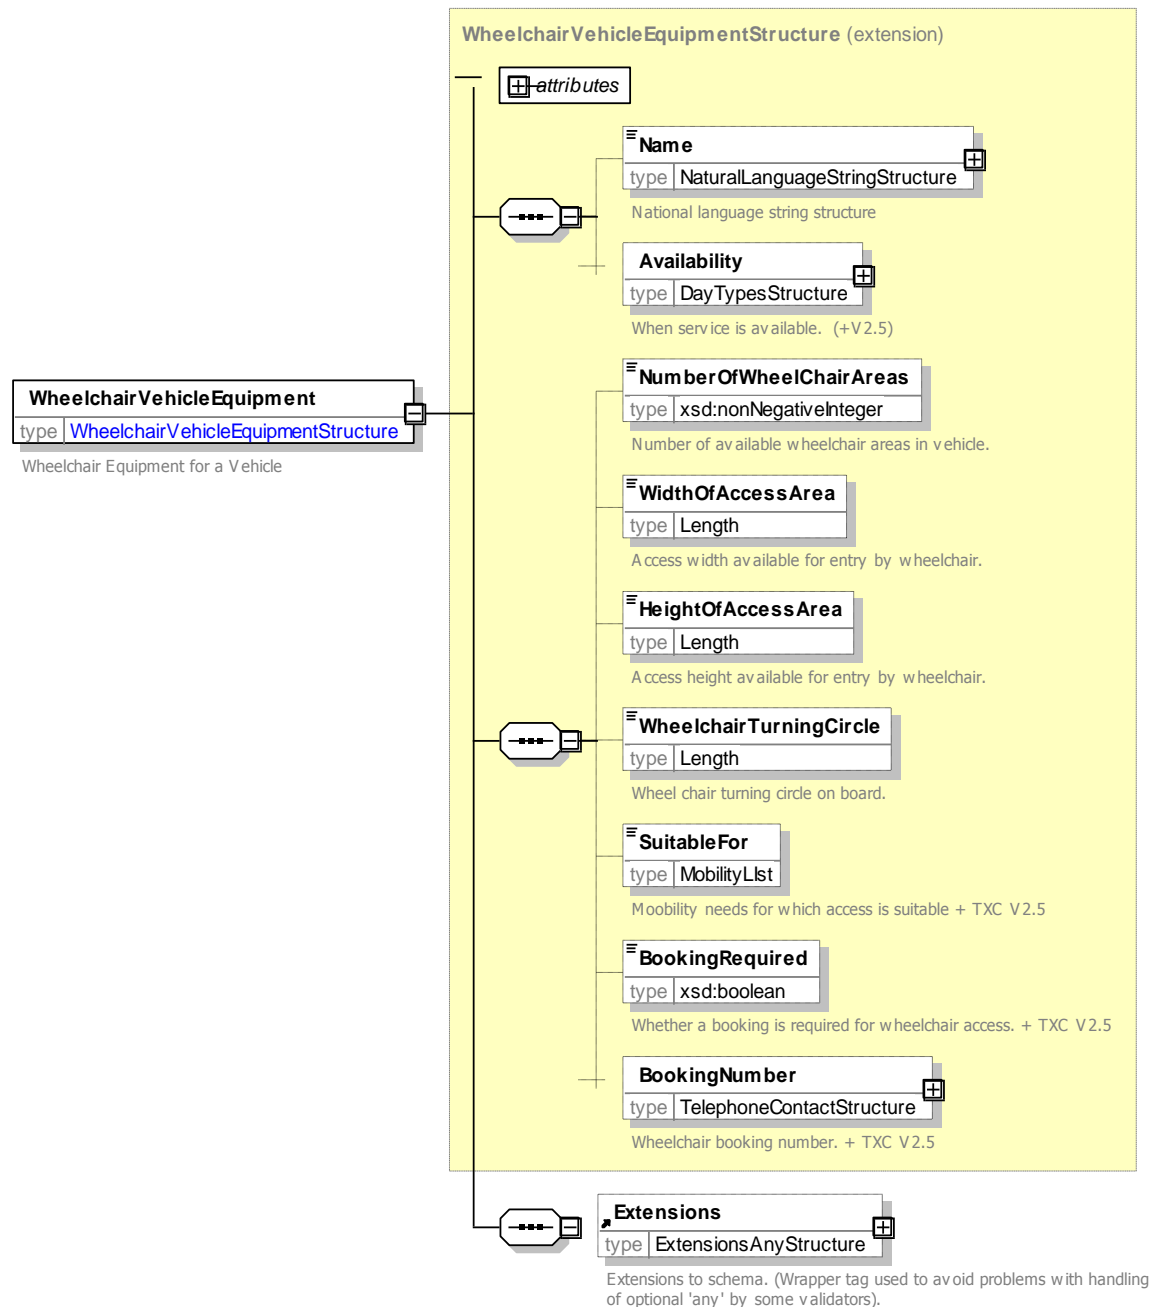 WheelchairVehicleEquipmentStructure (extension)
attributes
Name
type NaturalLanguageStringStructure
National language string structure
Availability
type DayTypesStructure
When service is available. (+V2.5)
WheelchairVehicleEquipment
type WheelchairVehicleEquipmentStructure
Wheelchair Equipment for a Vehicle
NumberOfWheelChairAreas
type xsd:nonNegativeInteger
Number of available wheelchair areas in vehicle.
WidthOfAccessArea
type Length
Access width available for entry by wheelchair.
HeightOfAccessArea
type Length
Access height available for entry by wheelchair.
WheelchairTurningCircle
type Length
Wheel chair turning circle on board.
SuitableFor
type MobilityLIst
Moobility needs for which access is suitable + TXC V2.5
BookingRequired
type xsd:boolean
Whether a booking is required for wheelchair access. + TXC V2.5
BookingNumber
type TelephoneContactStructure
Wheelchair booking number. + TXC V2.5
Extensions
type ExtensionsAnyStructure
Extensions to schema. (Wrapper tag used to avoid problems with handling
of optional 'any' by some validators).